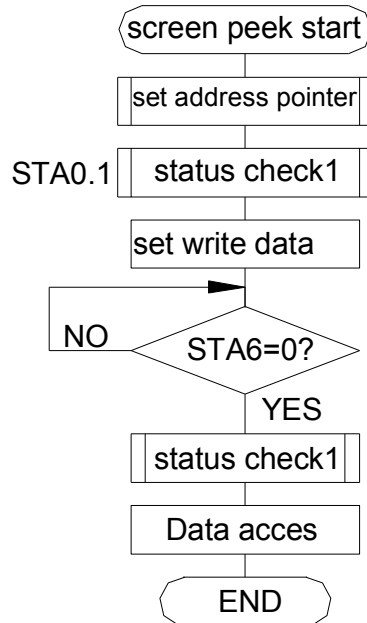 screen peek start
set address pointer
STA0.1
status check1
set write data
NO
STA6=0?
YES
status check1
Data acces
END